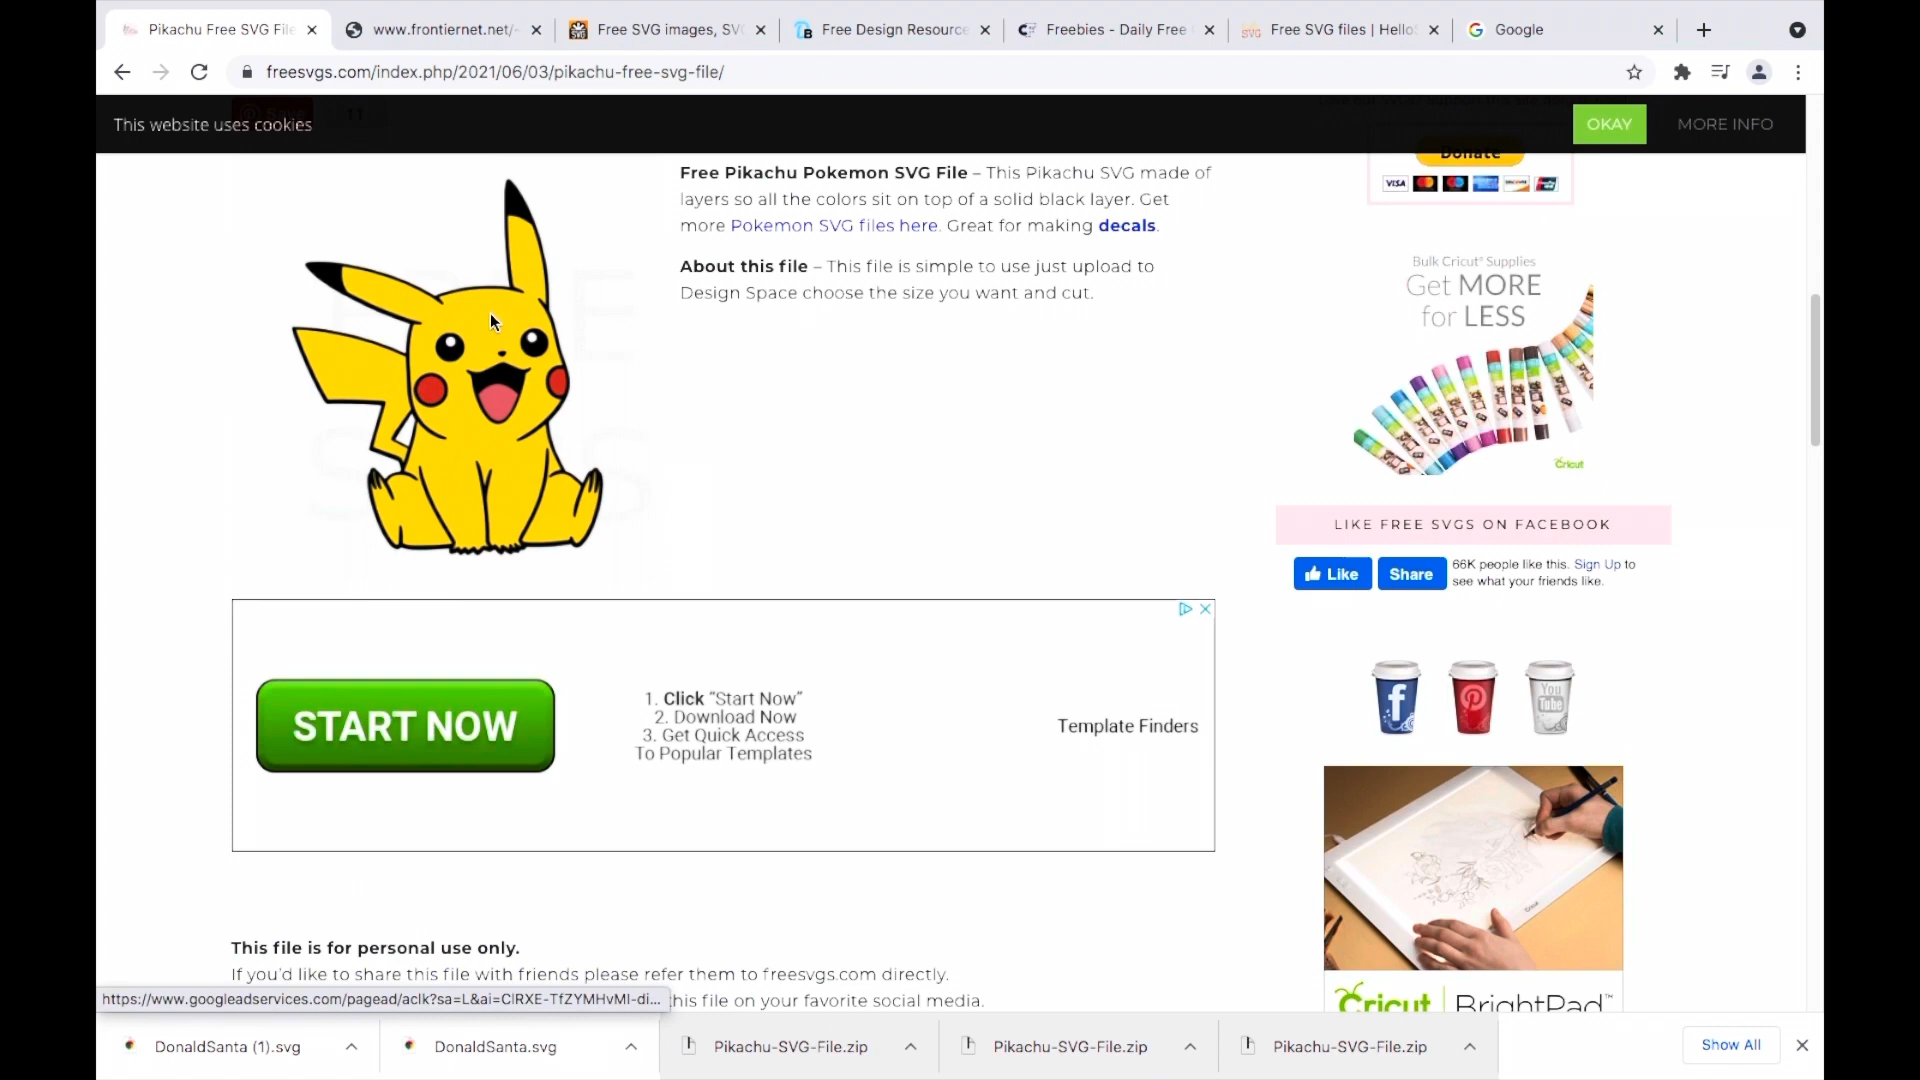 Pikachu Free SVG File
www.frontiernet.net/~
Free SVG images, SV
Free Design Resource
Freebies - Daily Free
Free SVG files | Hello
Google
freesvgs.com/index.php/2021/06/03/pikachu-free-svg-file/
Save 11
This website uses cookies
OKAY
MORE INFO
Donate
VISA
Free Pikachu Pokemon SVG File – This Pikachu SVG made of
layers so all the colors sit on top of a solid black layer. Get
more Pokemon SVG files here. Great for making decals.
About this file – This file is simple to use just upload to
Design Space choose the size you want and cut.
Bulk Cricut® Supplies
Get MORE
for LESS
Cricut
LIKE FREE SVGS ON FACEBOOK
Like
Share
66K people like this. Sign Up to
see what your friends like.
START NOW
1. Click “Start Now”
2. Download Now
3. Get Quick Access
To Popular Templates
Template Finders
You
Tube
This file is for personal use only.
If you'd like to share this file with friends please refer them to freesvgs.com directly.
this file on your favorite social media.
https://www.googleadservices.com/pagead/aclk?sa=L&ai=CIRXE-TfZYMHvMI-di...
Cricut BrightPad™
DonaldSanta (1).svg
DonaldSanta.svg
Pikachu-SVG-File.zip
Pikachu-SVG-File.zip
Pikachu-SVG-File.zip
Show All